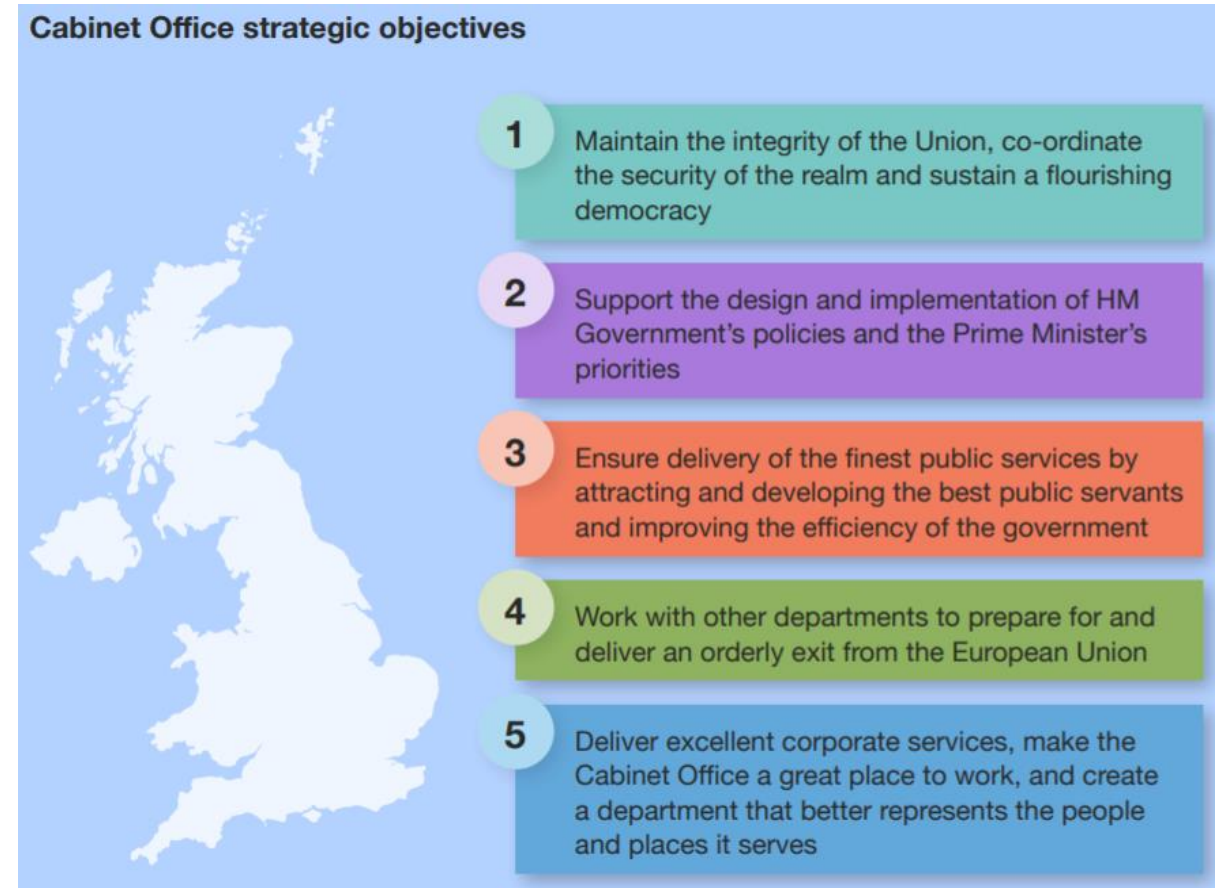 Cabinet Office strategic objectives
1
Maintain the integrity of the Union, co-ordinate
the security of the realm and sustain a flourishing
democracy
2
Support the design and implementation of HM
Government’s policies and the Prime Minister’s
priorities
3
Ensure delivery of the finest public services by
attracting and developing the best public servants
and improving the efficiency of the government
4
Work with other departments to prepare for and
deliver an orderly exit from the European Union
5
Deliver excellent corporate services, make the
Cabinet Office a great place to work, and create
a department that better represents the people
and places it serves